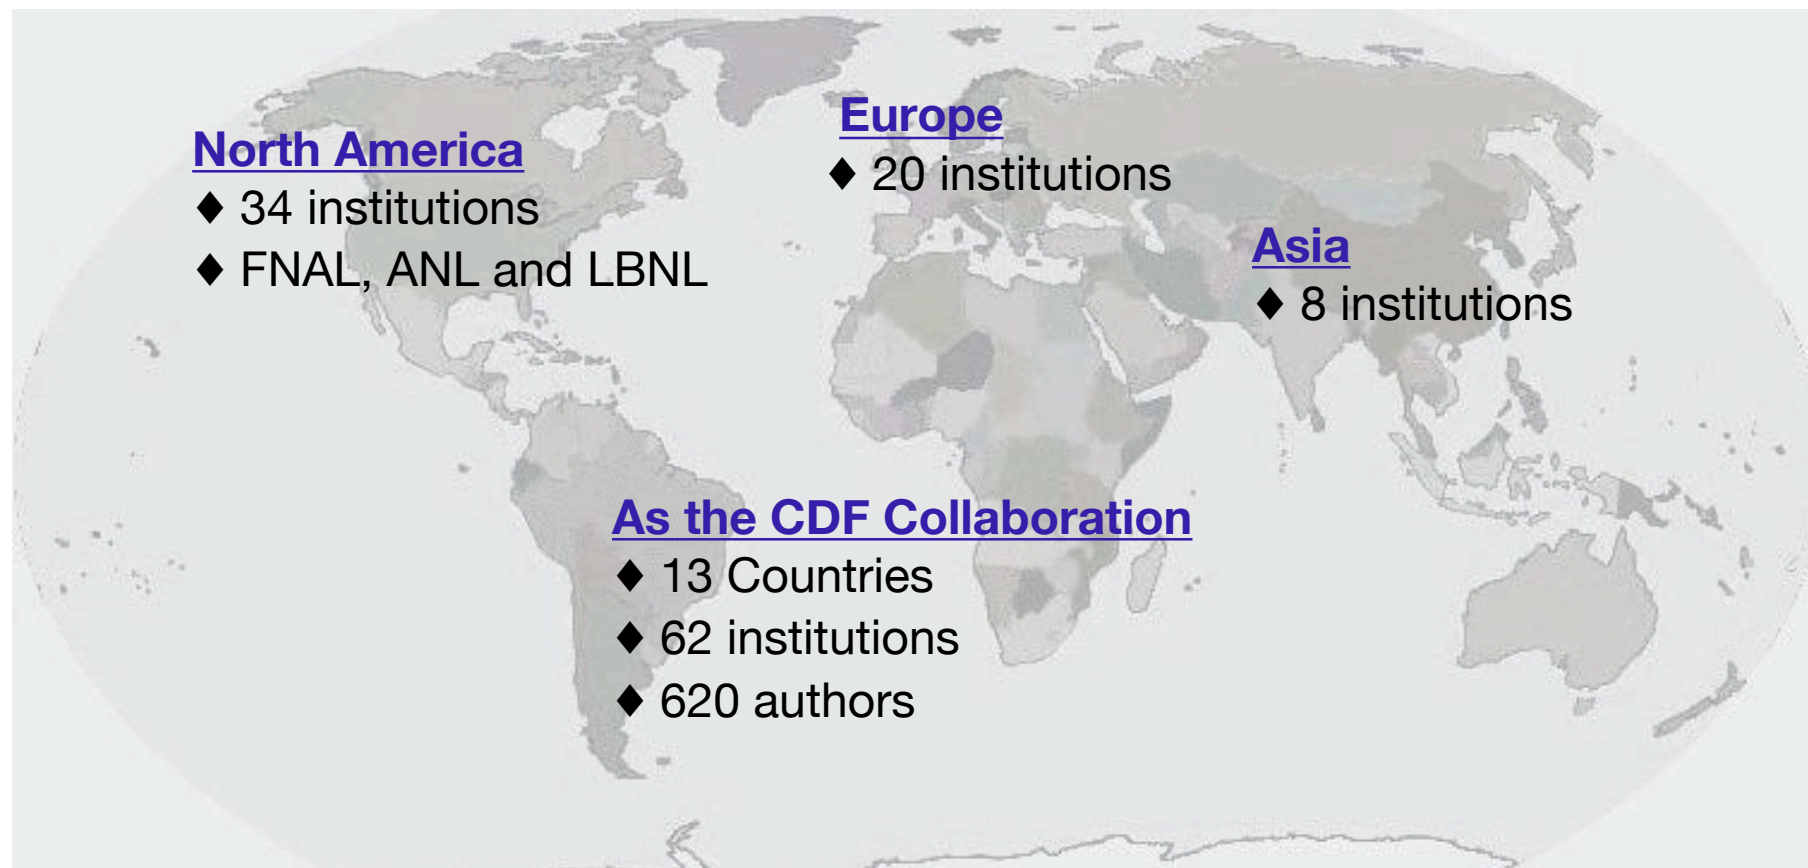 North America
♦ 34 institutions
♦ FNAL, ANL and LBNL
Europe
♦ 20 institutions
Asia
♦ 8 institutions
As the CDF Collaboration
♦ 13 Countries
♦ 62 institutions
♦ 620 authors